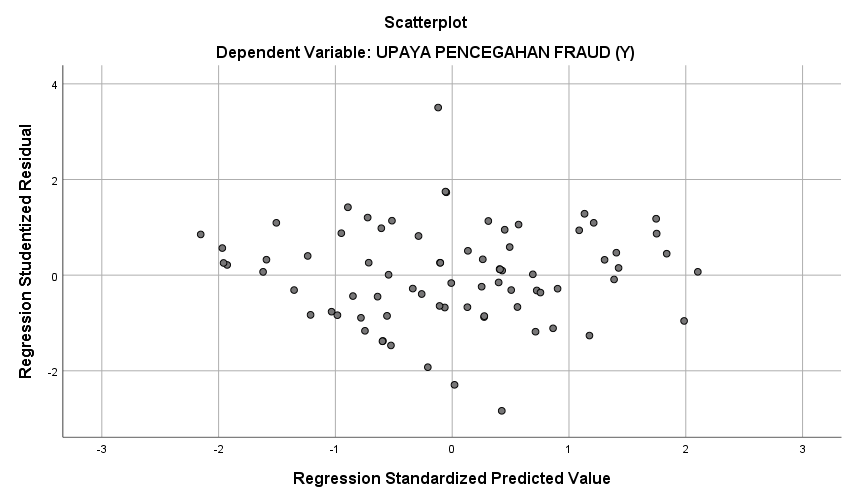 Scatterplot
Dependent Variable: UPAYA PENCEGAHAN FRAUD (Y)
Regression Studentized Residual
4
2
0
-2
-3 -2 -1 0 1 2 3
Regression Standardized Predicted Value